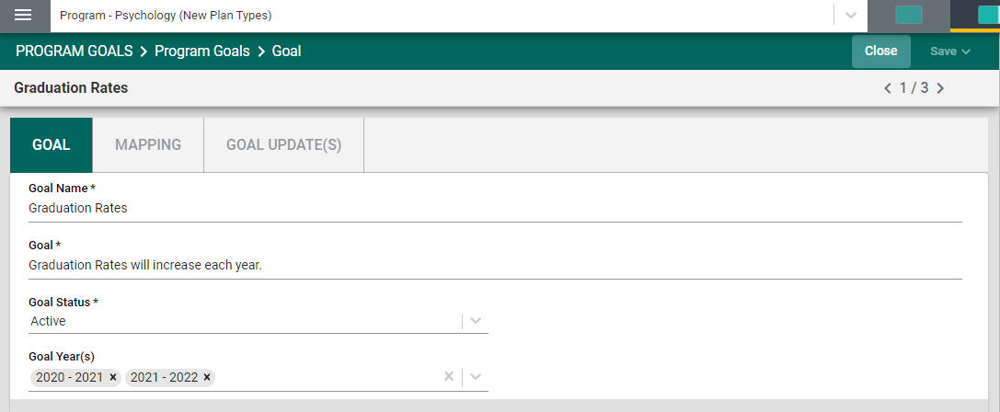 Program - Psychology (New Plan Types)
PROGRAM GOALS > Program Goals > Goal
Close
Save
Graduation Rates
< 1 / 3 >
GOAL
MAPPING
GOAL UPDATE(S)
Goal Name *
Graduation Rates
Goal *
Graduation Rates will increase each year.
Goal Status *
Active
Goal Year(s)
2020 - 2021 × 2021 - 2022 ×